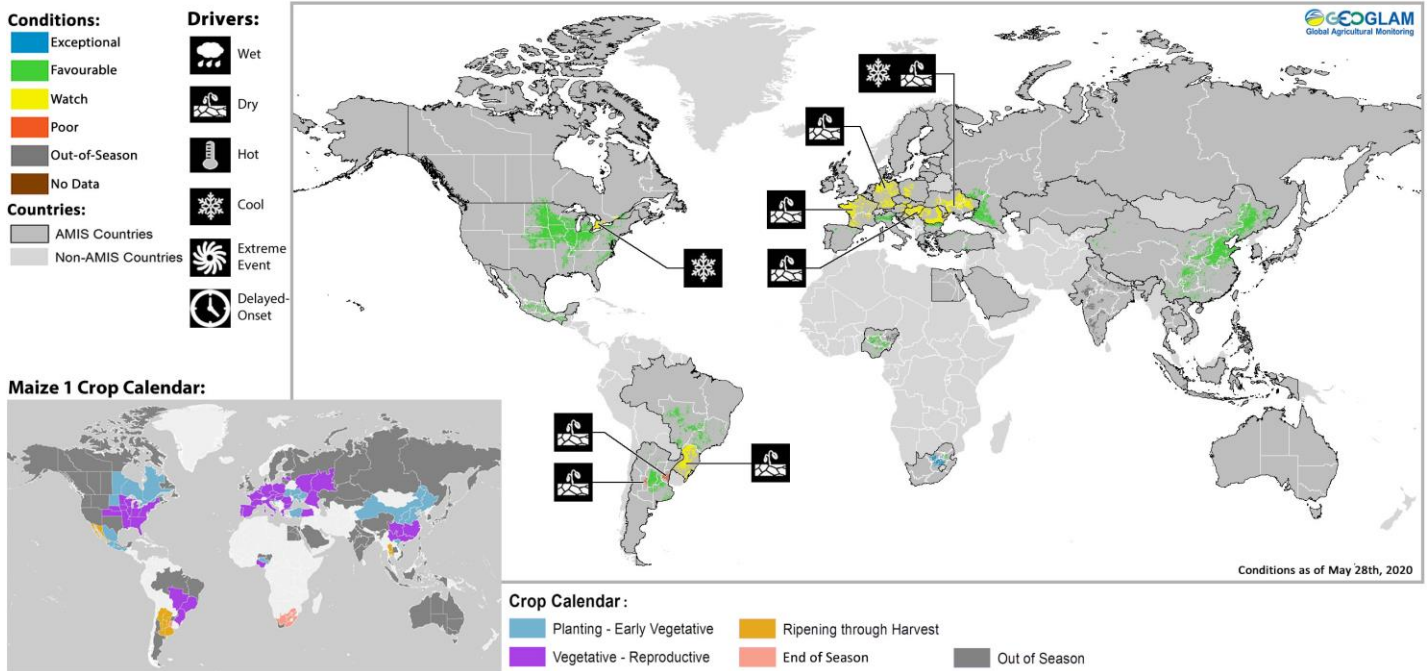 Conditions:
Exceptional
Favourable
Watch
Poor
Out-of-Season
No Data
Countries:
AMIS Countries
Non-AMIS Countries
Drivers:
Wet
Dry
Hot
Cool
Extreme
Event
Delayed-
Onset
GEOGLAM
Global Agricultural Monitoring
Conditions as of May 28th, 2020
Maize 1 Crop Calendar:
Crop Calendar :
Planting - Early Vegetative
Ripening through Harvest
Vegetative - Reproductive
End of Season
Out of Season